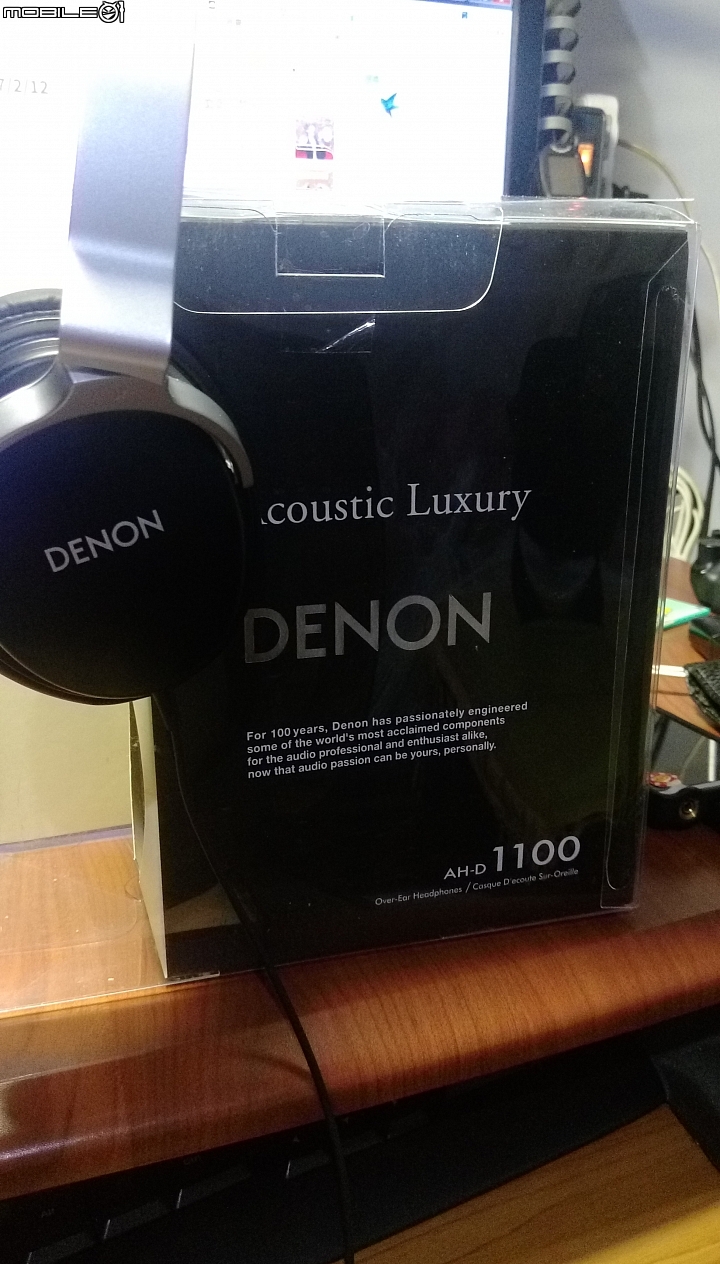 MOBILE01
7/2/12
DENON
Acoustic Luxury
DENON
For 100 years, Denon has passionately engineered
some of the world's most acclaimed components
for the audio professional and enthusiast alike,
now that audio passion can be yours, personally.
AH-D 1100
Over-Ear Headphones / Casque D'ecoute Sur-Oreille